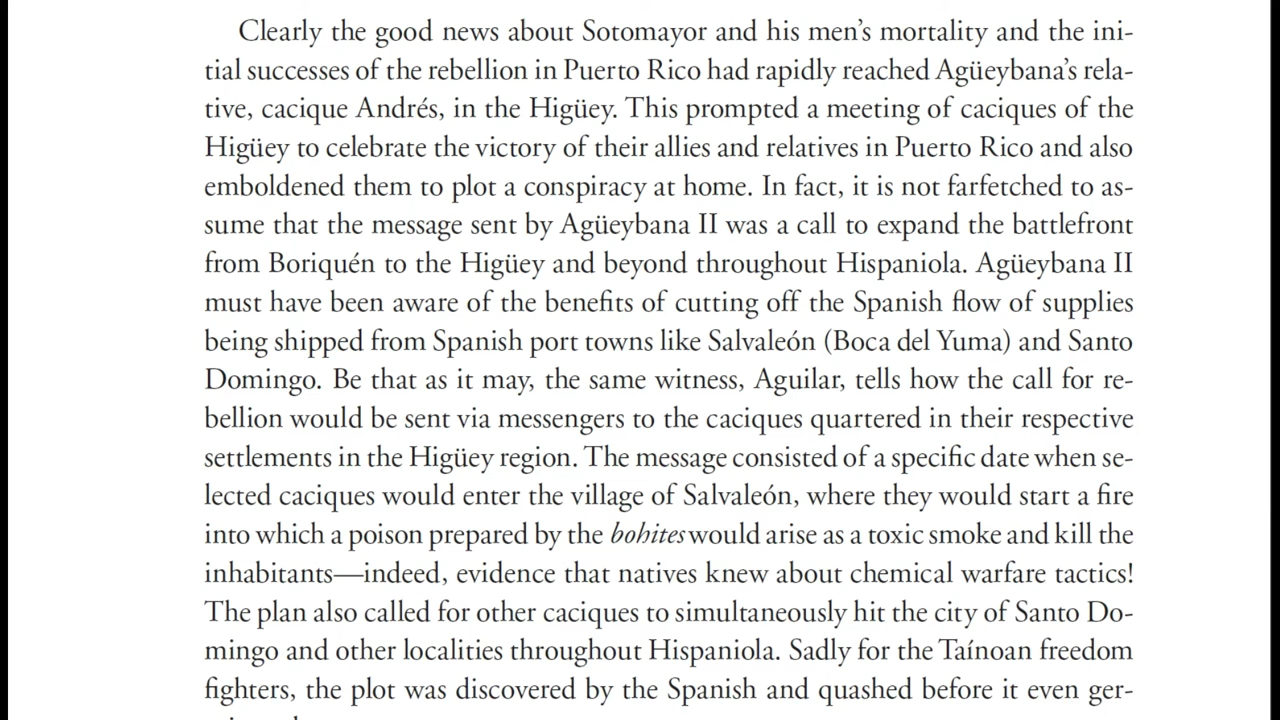 Clearly the good news about Sotomayor and his men’s mortality and the ini-
tial successes of the rebellion in Puerto Rico had rapidly reached Agüeybana’s rela-
tive, cacique Andrés, in the Higüey. This prompted a meeting of caciques of the
Higüey to celebrate the victory of their allies and relatives in Puerto Rico and also
emboldened them to plot a conspiracy at home. In fact, it is not farfetched to as-
sume that the message sent by Agüeybana II was a call to expand the battlefront
from Boriquén to the Higüey and beyond throughout Hispaniola. Agüeybana II
must have been aware of the benefits of cutting off the Spanish flow of supplies
being shipped from Spanish port towns like Salvaleón (Boca del Yuma) and Santo
Domingo. Be that as it may, the same witness, Aguilar, tells how the call for re-
bellion would be sent via messengers to the caciques quartered in their respective
settlements in the Higüey region. The message consisted of a specific date when se-
lected caciques would enter the village of Salvaleón, where they would start a fire
into which a poison prepared by the bohites would arise as a toxic smoke and kill the
inhabitants—indeed, evidence that natives knew about chemical warfare tactics!
The plan also called for other caciques to simultaneously hit the city of Santo Do-
mingo and other localities throughout Hispaniola. Sadly for the Taínoan freedom
fighters, the plot was discovered by the Spanish and quashed before it even ger-